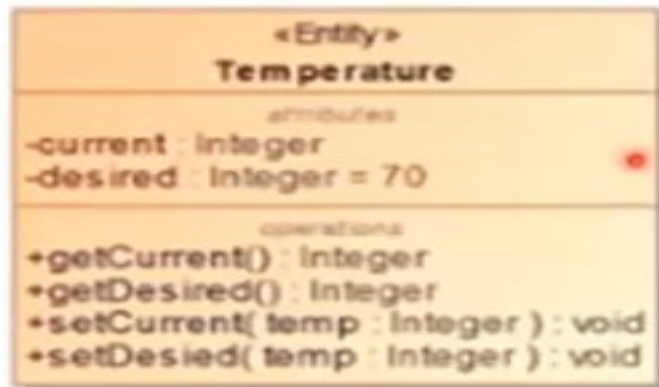 «Entity»
Temperature
attributes
-current : Integer
-desired : Integer = 70
operations
+getCurrent() : Integer
+getDesired() : Integer
+setCurrent( temp : Integer ) : void
+setDesied( temp : Integer ) : void